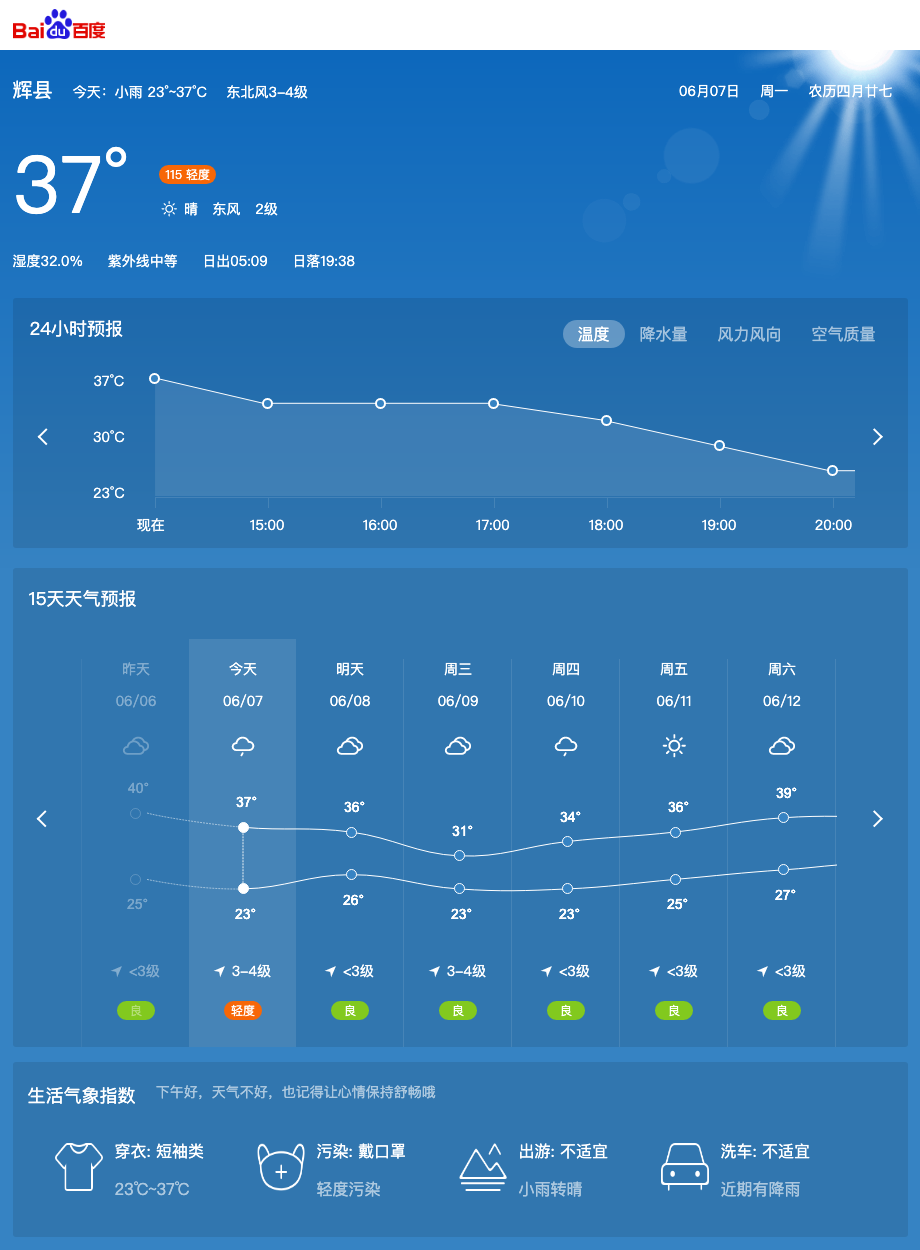 Bai du 百度
辉县 今天：小雨 23°~37°C 东北风3-4级 06月07日 周一 农历四月廿七
37°
115 轻度
晴 东风 2级
湿度32.0% 紫外线中等 日出05:09 日落19:38
24小时预报
温度 降水量 风力风向 空气质量
37°C
30°C
23°C
现在 15:00 16:00 17:00 18:00 19:00 20:00
15天天气预报
昨天 今天 明天 周三 周四 周五 周六
06/06 06/07 06/08 06/09 06/10 06/11 06/12
40° 37° 36° 31° 34° 36° 39°
25° 23° 26° 23° 23° 25° 27°
<3级 3-4级 <3级 3-4级 <3级 <3级 <3级
良 轻度 良 良 良 良 良
生活气象指数 下午好，天气不好，也记得让心情保持舒畅哦
穿衣: 短袖类 污染: 戴口罩 出游: 不适宜 洗车: 不适宜
23℃~37℃ 轻度污染 小雨转晴 近期有降雨